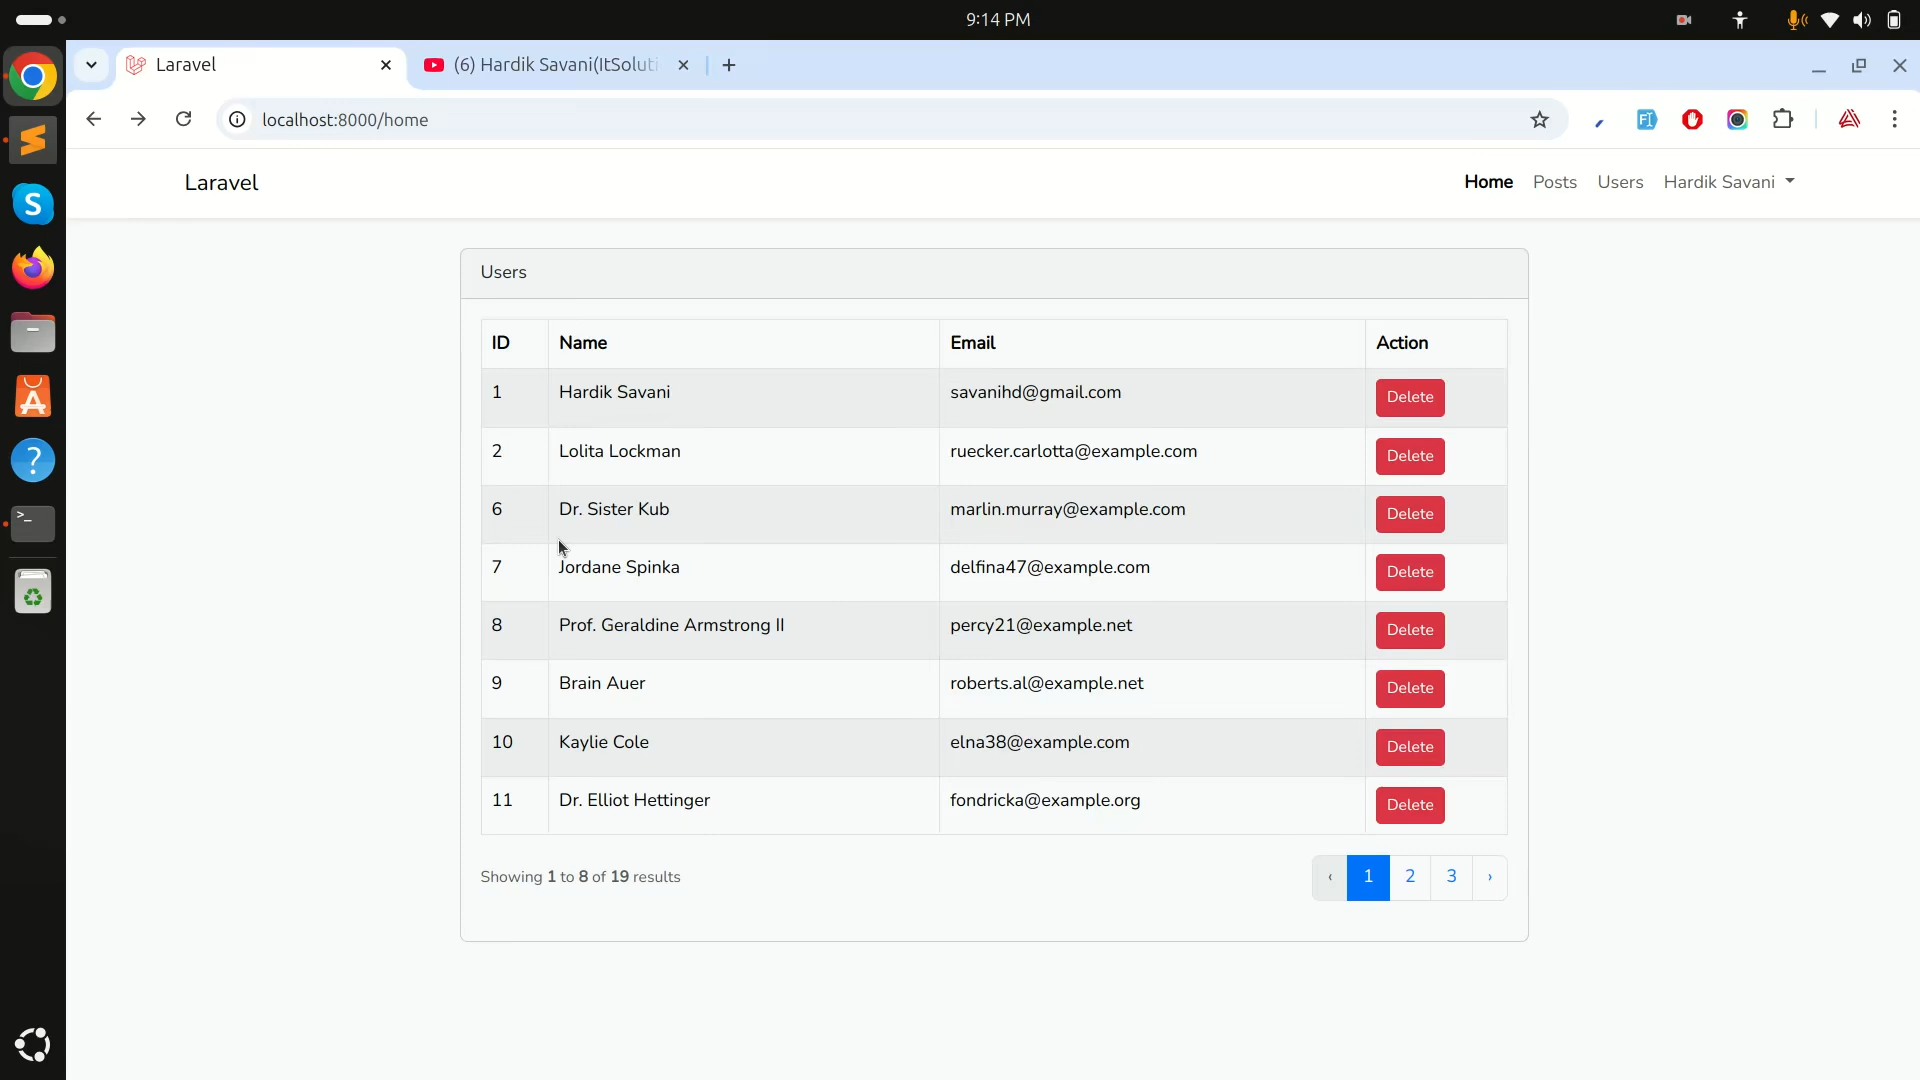 9:14 PM
Laravel
(6) Hardik Savani(ItSoluti
localhost:8000/home
Laravel
Home Posts Users Hardik Savani
Users
ID Name Email Action
1 Hardik Savani savanihd@gmail.com Delete
2 Lolita Lockman ruecker.carlotta@example.com Delete
6 Dr. Sister Kub marlin.murray@example.com Delete
7 Jordane Spinka delfina47@example.com Delete
8 Prof. Geraldine Armstrong II percy21@example.net Delete
9 Brain Auer roberts.al@example.net Delete
10 Kaylie Cole elna38@example.com Delete
11 Dr. Elliot Hettinger fondricka@example.org Delete
Showing 1 to 8 of 19 results
‹ 1 2 3 ›